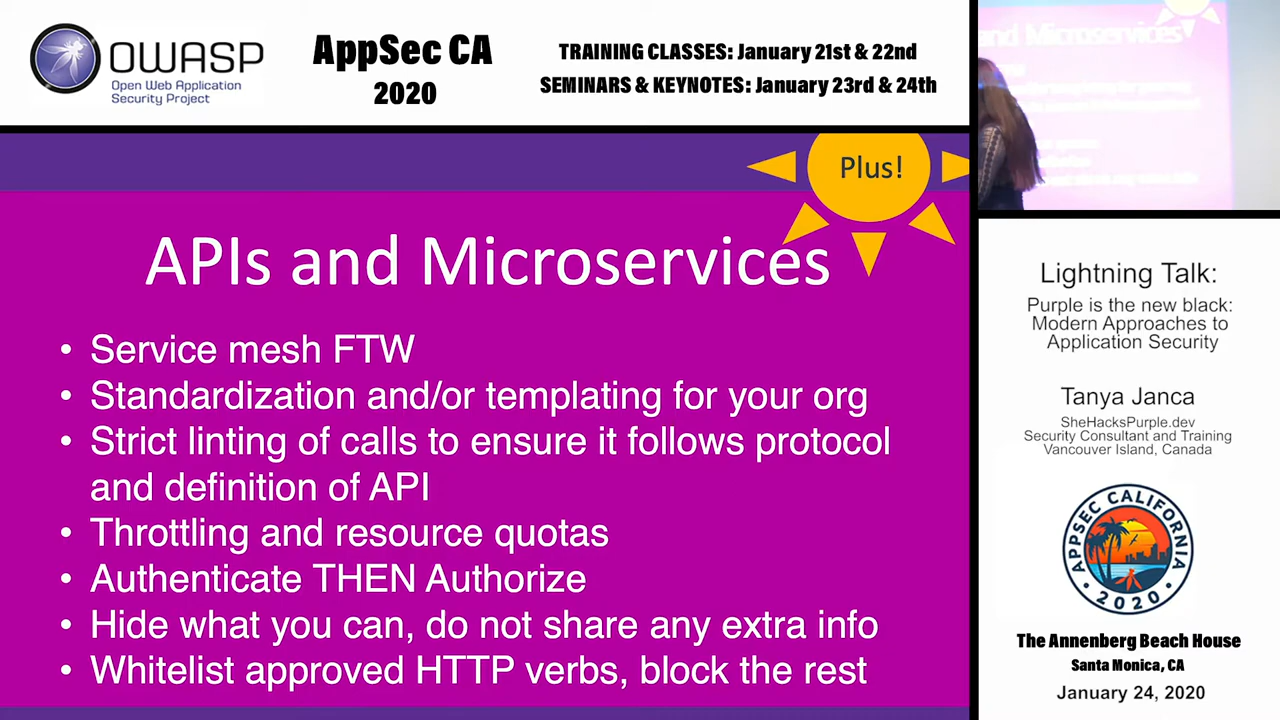 OWASP
Open Web Application
Security Project
AppSec CA
2020
TRAINING CLASSES: January 21st & 22nd
SEMINARS & KEYNOTES: January 23rd & 24th
Plus!
APIs and Microservices
• Service mesh FTW
• Standardization and/or templating for your org
• Strict linting of calls to ensure it follows protocol
and definition of API
• Throttling and resource quotas
• Authenticate THEN Authorize
• Hide what you can, do not share any extra info
• Whitelist approved HTTP verbs, block the rest
and Microservices
Lightning Talk:
Purple is the new black:
Modern Approaches to
Application Security
Tanya Janca
SheHacksPurple.dev
Security Consultant and Training
Vancouver Island, Canada
APPSEC CALIFORNIA
• 2020 •
The Annenberg Beach House
Santa Monica, CA
January 24, 2020